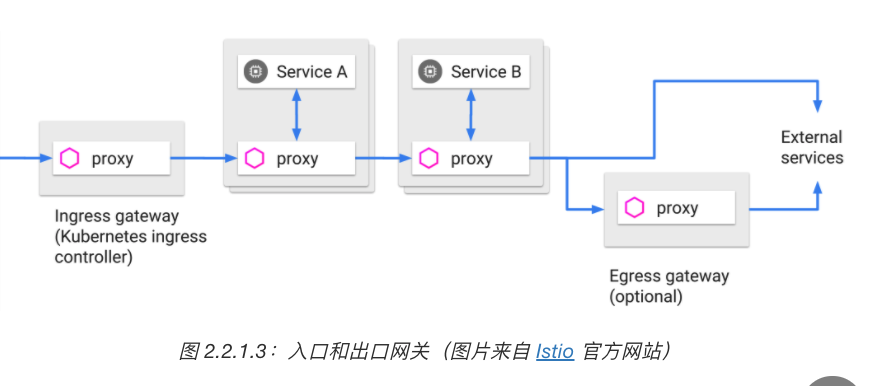 Service A
Service B
proxy
proxy
proxy
External
services
proxy
Ingress gateway
(Kubernetes ingress
controller)
Egress gateway
(optional)
图 2.2.1.3：入口和出口网关（图片来自 Istio 官方网站）